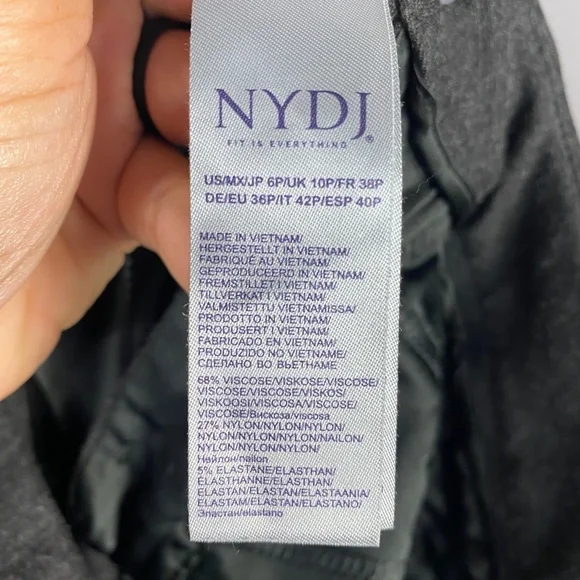 NYDJ®
FIT IS EVERYTHING
US/MX/JP 6P/UK 10P/FR 38P
DE/EU 36P/IT 42P/ESP 40P
MADE IN VIETNAM/
HERGESTELLT IN VIETNAM/
FABRIQUÉ AU VIETNAM/
GEPRODUCEERD IN VIETNAM/
FREMSTILLET I VIETNAM/
TILLVERKAT I VIETNAM/
VALMISTETTU VIETNAMISSA/
PRODOTTO IN VIETNAM/
PRODUSERT I VIETNAM/
FABRICADO EN VIETNAM/
PRODUZIDO NO VIETNAME/
СДЕЛАНО ВО ВЬЕТНАМЕ
68% VISCOSE/VISKOSE/VISCOSE/
VISCOSE/VISCOSE/VISKOS/
VISKOOSI/VISCOSA/VISCOSE/
VISCOSE/Вискоза/viscosa
27% NYLON/NYLON/NYLON/
NYLON/NYLON/NYLON/NAILON/
NYLON/NYLON/NYLON/
Нейлон/nailon
5% ELASTANE/ELASTHAN/
ÉLASTHANNE/ELASTHAN/
ELASTAN/ELASTAN/ELASTAANIA/
ELASTAM/ELASTAN/ELASTANO/
Эластан/elastano